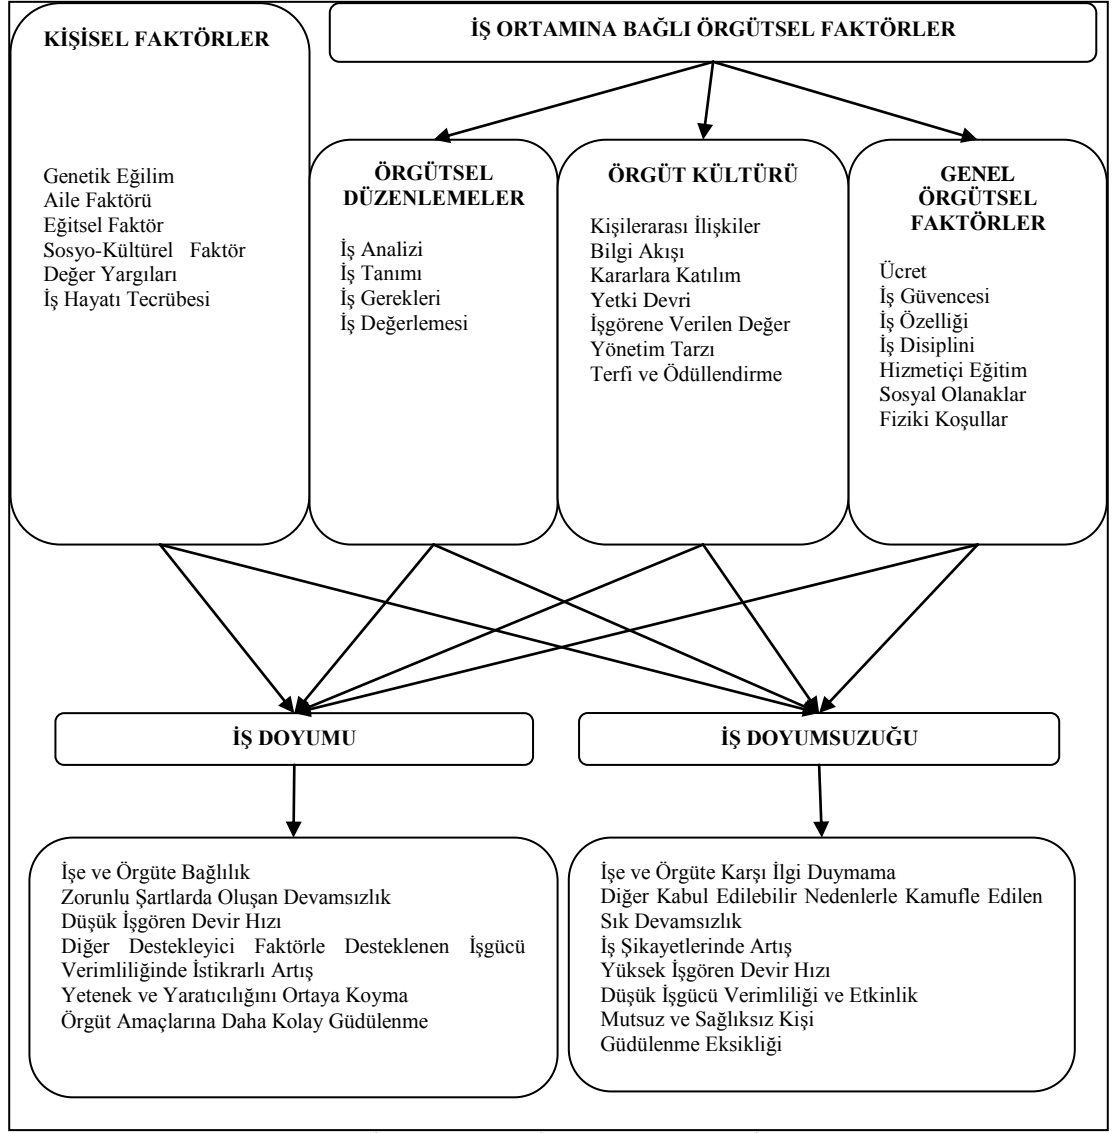 KİŞİSEL FAKTÖRLER
Genetik Eğilim
Aile Faktörü
Eğitsel Faktör
Sosyo-Kültürel Faktör
Değer Yargıları
İş Hayatı Tecrübesi
İŞ ORTAMINA BAĞLI ÖRGÜTSEL FAKTÖRLER
ÖRGÜTSEL
DÜZENLEMELER
İş Analizi
İş Tanımı
İş Gerekleri
İş Değerlemesi
ÖRGÜT KÜLTÜRÜ
Kişilerarası İlişkiler
Bilgi Akışı
Kararlara Katılım
Yetki Devri
İşgörene Verilen Değer
Yönetim Tarzı
Terfi ve Ödüllendirme
GENEL
ÖRGÜTSEL
FAKTÖRLER
Ücret
İş Güvencesi
İş Özelliği
İş Disiplini
Hizmetiçi Eğitim
Sosyal Olanaklar
Fiziki Koşullar
İŞ DOYUMU
İşe ve Örgüte Bağlılık
Zorunlu Şartlarda Oluşan Devamsızlık
Düşük İşgören Devir Hızı
Diğer Destekleyici Faktörle Desteklenen İşgücü
Verimliliğinde İstikrarlı Artış
Yetenek ve Yaratıcılığını Ortaya Koyma
Örgüt Amaçlarına Daha Kolay Güdülenme
İŞ DOYUMSUZUĞU
İşe ve Örgüte Karşı İlgi Duymama
Diğer Kabul Edilebilir Nedenlerle Kamufle Edilen
Sık Devamsızlık
İş Şikayetlerinde Artış
Yüksek İşgören Devir Hızı
Düşük İşgücü Verimliliği ve Etkinlik
Mutsuz ve Sağlıksız Kişi
Güdülenme Eksikliği